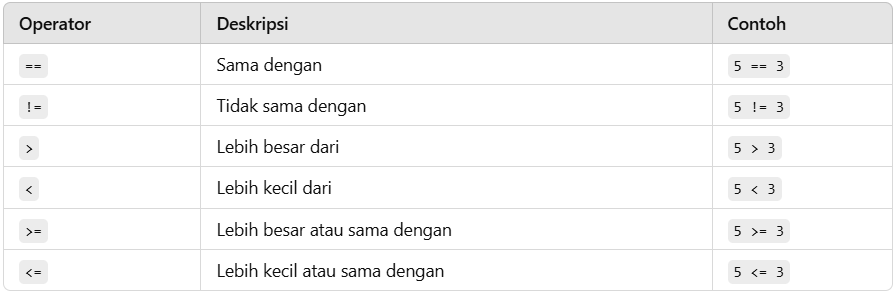 Operator Deskripsi Contoh
== Sama dengan 5 == 3
!= Tidak sama dengan 5 != 3
> Lebih besar dari 5 > 3
< Lebih kecil dari 5 < 3
>= Lebih besar atau sama dengan 5 >= 3
<= Lebih kecil atau sama dengan 5 <= 3